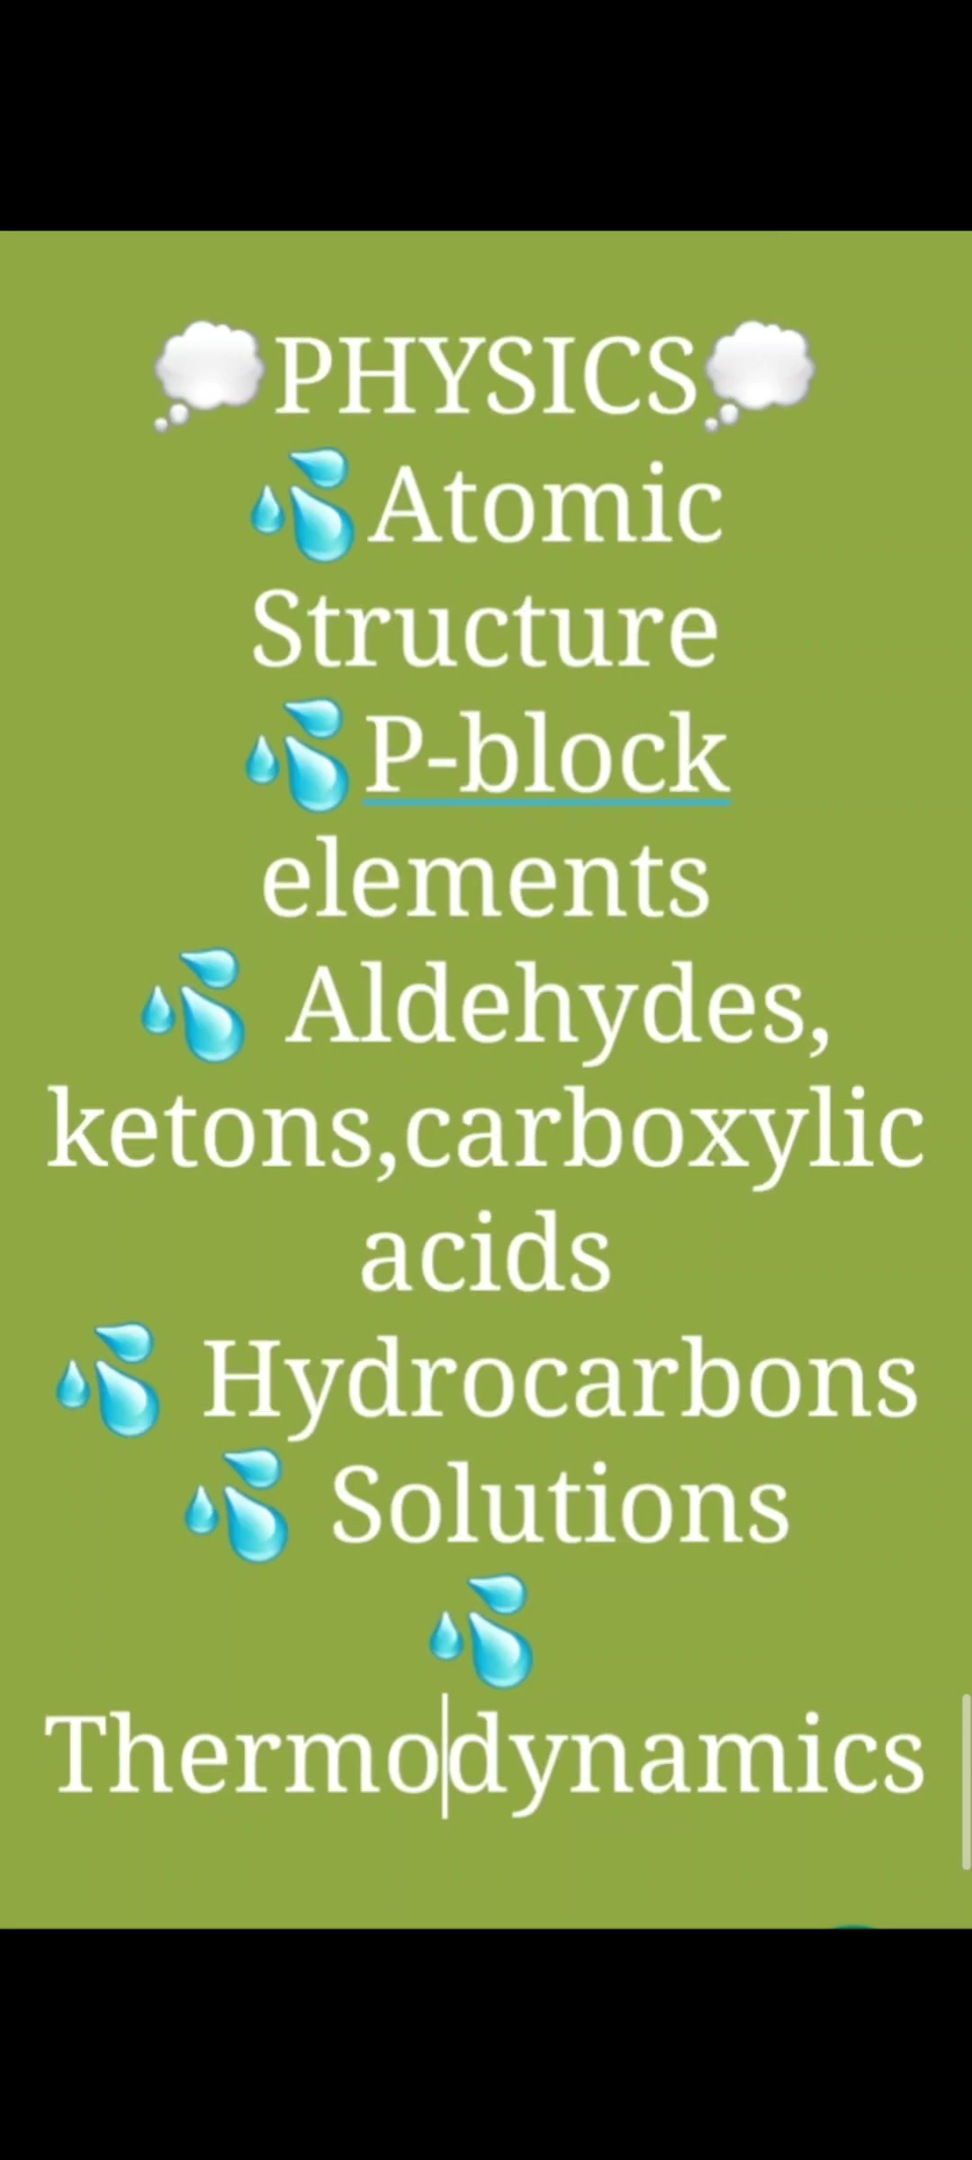 💭PHYSICS💭
💦Atomic
Structure
💦P-block
elements
💦 Aldehydes,
ketons,carboxylic
acids
💦 Hydrocarbons
💦 Solutions
💦
Thermodynamics